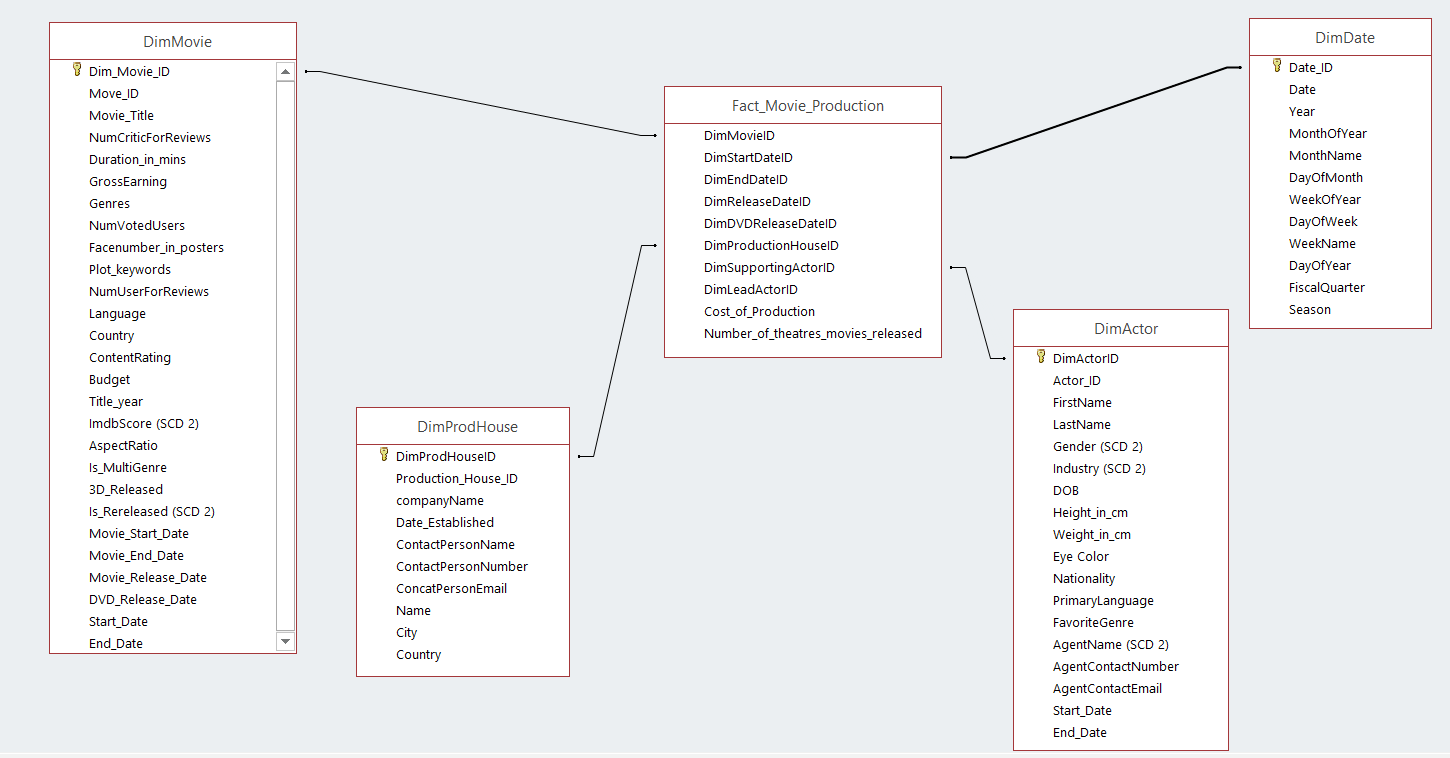 DimMovie
Dim_Movie_ID
Move_ID
Movie_Title
NumCriticForReviews
Duration_in_mins
GrossEarning
Genres
NumVotedUsers
Facenumber_in_posters
Plot_keywords
NumUserForReviews
Language
Country
ContentRating
Budget
Title_year
ImdbScore (SCD 2)
AspectRatio
Is_MultiGenre
3D_Released
Is_Rereleased (SCD 2)
Movie_Start_Date
Movie_End_Date
Movie_Release_Date
DVD_Release_Date
Start_Date
End_Date
Fact_Movie_Production
DimMovieID
DimStartDateID
DimEndDateID
DimReleaseDateID
DimDVDReleaseDateID
DimProductionHouseID
DimSupportingActorID
DimLeadActorID
Cost_of_Production
Number_of_theatres_movies_released
DimDate
Date_ID
Date
Year
MonthOfYear
MonthName
DayOfMonth
WeekOfYear
DayOfWeek
WeekName
DayOfYear
FiscalQuarter
Season
DimProdHouse
DimProdHouseID
Production_House_ID
companyName
Date_Established
ContactPersonName
ContactPersonNumber
ConcatPersonEmail
Name
City
Country
DimActor
DimActorID
Actor_ID
FirstName
LastName
Gender (SCD 2)
Industry (SCD 2)
DOB
Height_in_cm
Weight_in_cm
Eye Color
Nationality
PrimaryLanguage
FavoriteGenre
AgentName (SCD 2)
AgentContactNumber
AgentContactEmail
Start_Date
End_Date